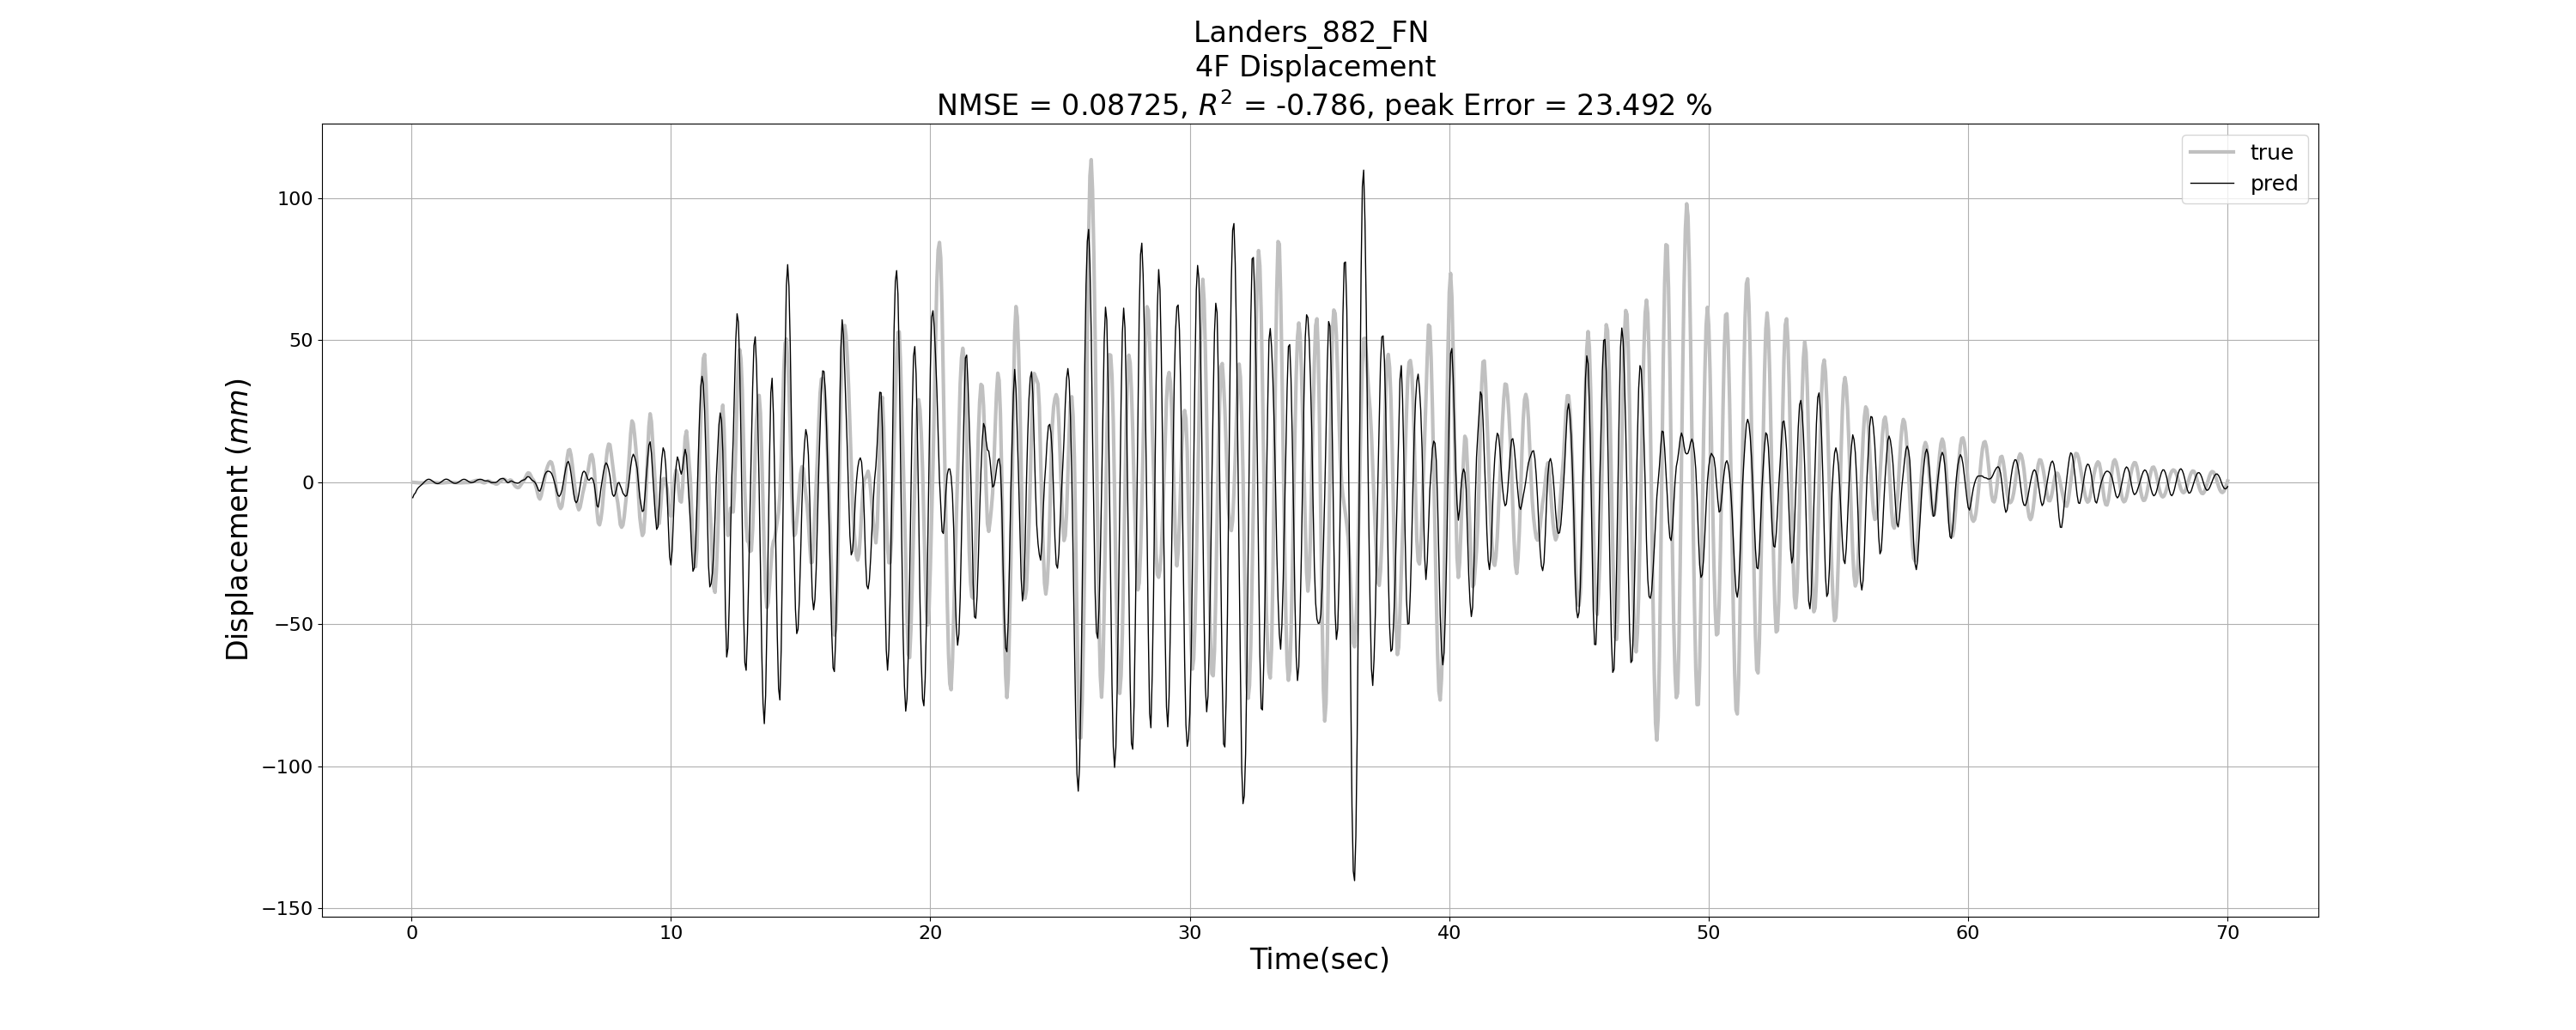 Landers_882_FN
4F Displacement
NMSE = 0.08725, R² = -0.786, peak Error = 23.492 %
true
pred
Displacement (mm)
100
50
0
−50
−100
−150
0 10 20 30 40 50 60 70
Time(sec)